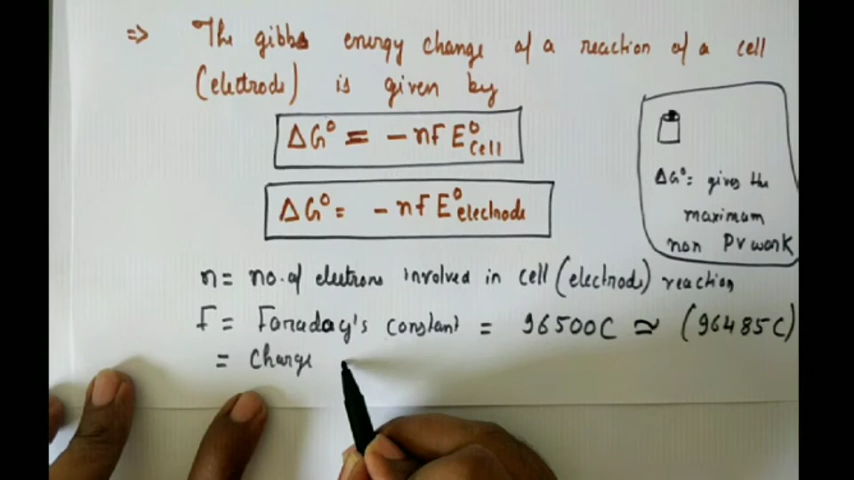 ⇒ The gibbs energy change of a reaction of a cell
(electrode) is given by
ΔG° = -nFE°cell
ΔG° = -nFE°electrode
ΔG°= gives the
maximum
non PV work
n = no. of electrons involved in cell (electrode) reaction
F = Faraday's constant = 96500C ≃ (96485C)
= Charge